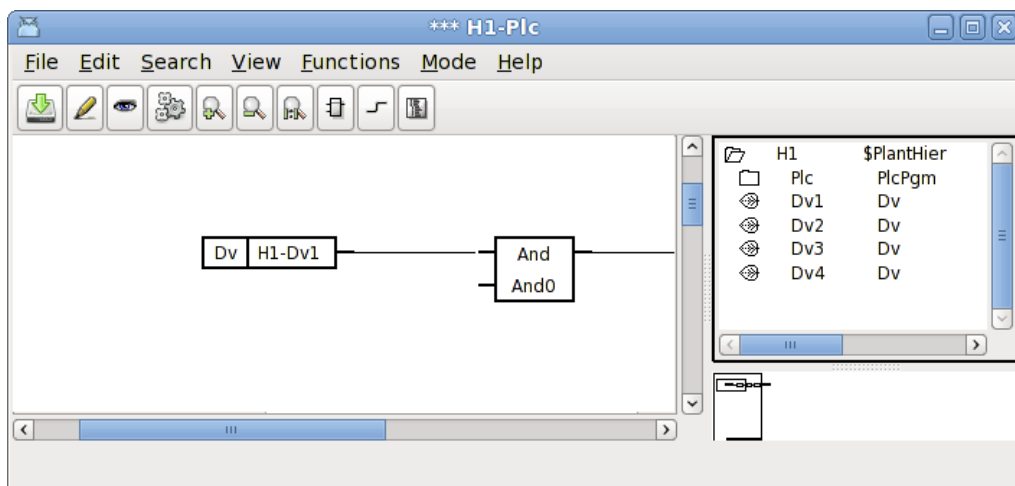 *** H1-Plc
File Edit Search View Functions Mode Help
H1 $PlantHier
Plc PlcPgm
Dv1 Dv
Dv2 Dv
Dv3 Dv
Dv4 Dv
Dv H1-Dv1
And
And0